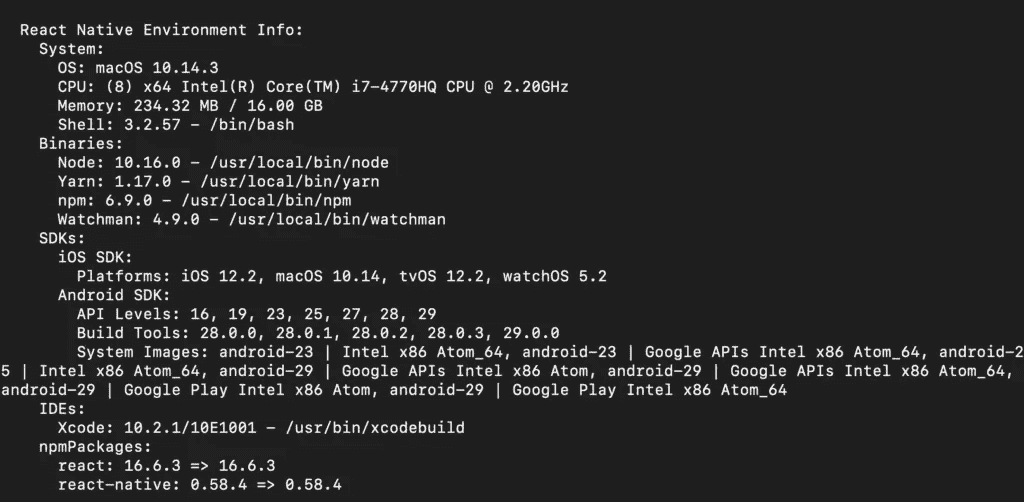 React Native Environment Info:
System:
OS: macOS 10.14.3
CPU: (8) x64 Intel(R) Core(TM) i7-4770HQ CPU @ 2.20GHz
Memory: 234.32 MB / 16.00 GB
Shell: 3.2.57 - /bin/bash
Binaries:
Node: 10.16.0 - /usr/local/bin/node
Yarn: 1.17.0 - /usr/local/bin/yarn
npm: 6.9.0 - /usr/local/bin/npm
Watchman: 4.9.0 - /usr/local/bin/watchman
SDKs:
iOS SDK:
Platforms: iOS 12.2, macOS 10.14, tvOS 12.2, watchOS 5.2
Android SDK:
API Levels: 16, 19, 23, 25, 27, 28, 29
Build Tools: 28.0.0, 28.0.1, 28.0.2, 28.0.3, 29.0.0
System Images: android-23 | Intel x86 Atom_64, android-23 | Google APIs Intel x86 Atom_64, android-2
5 | Intel x86 Atom_64, android-29 | Google APIs Intel x86 Atom, android-29 | Google APIs Intel x86 Atom_64,
android-29 | Google Play Intel x86 Atom, android-29 | Google Play Intel x86 Atom_64
IDEs:
Xcode: 10.2.1/10E1001 - /usr/bin/xcodebuild
npmPackages:
react: 16.6.3 => 16.6.3
react-native: 0.58.4 => 0.58.4